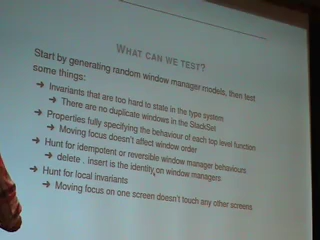 WHAT CAN WE TEST?
Start by generating random window manager models, then test
some things:
➔ Invariants that are too hard to state in the type system
➔ There are no duplicate windows in the StackSet
➔ Properties fully specifying the behaviour of each top level function
➔ Moving focus doesn't affect window order
➔ Hunt for idempotent or reversible window manager behaviours
➔ delete . insert is the identity on window managers
➔ Hunt for local invariants
➔ Moving focus on one screen doesn't touch any other screens